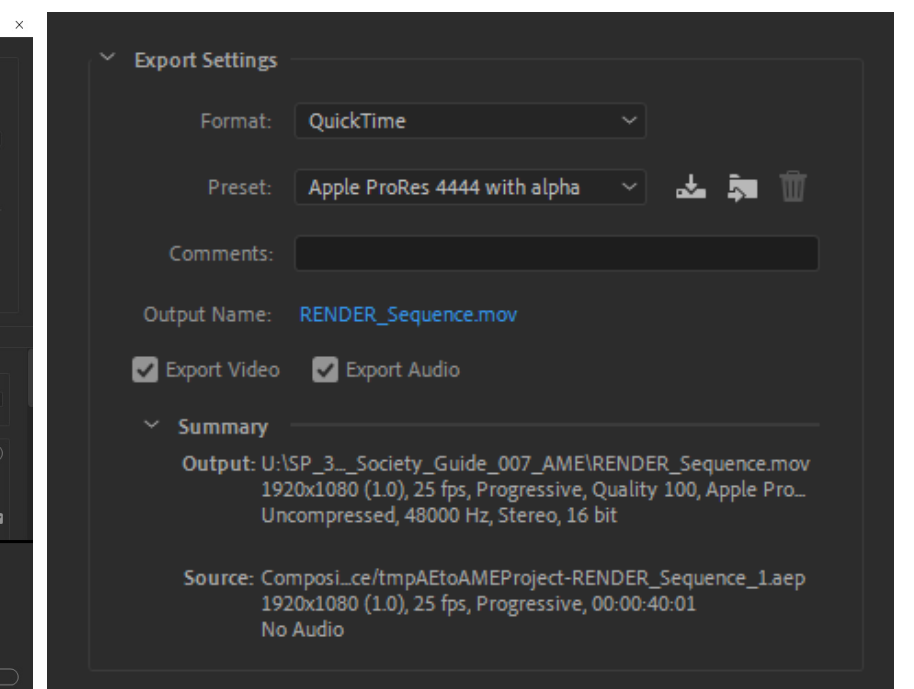 Export Settings
Format: QuickTime
Preset: Apple ProRes 4444 with alpha
Comments:
Output Name: RENDER_Sequence.mov
Export Video Export Audio
Summary
Output: U:\SP_3..._Society_Guide_007_AME\RENDER_Sequence.mov
1920x1080 (1.0), 25 fps, Progressive, Quality 100, Apple Pro...
Uncompressed, 48000 Hz, Stereo, 16 bit
Source: Composi...ce/tmpAEtoAMEProject-RENDER_Sequence_1.aep
1920x1080 (1.0), 25 fps, Progressive, 00:00:40:01
No Audio